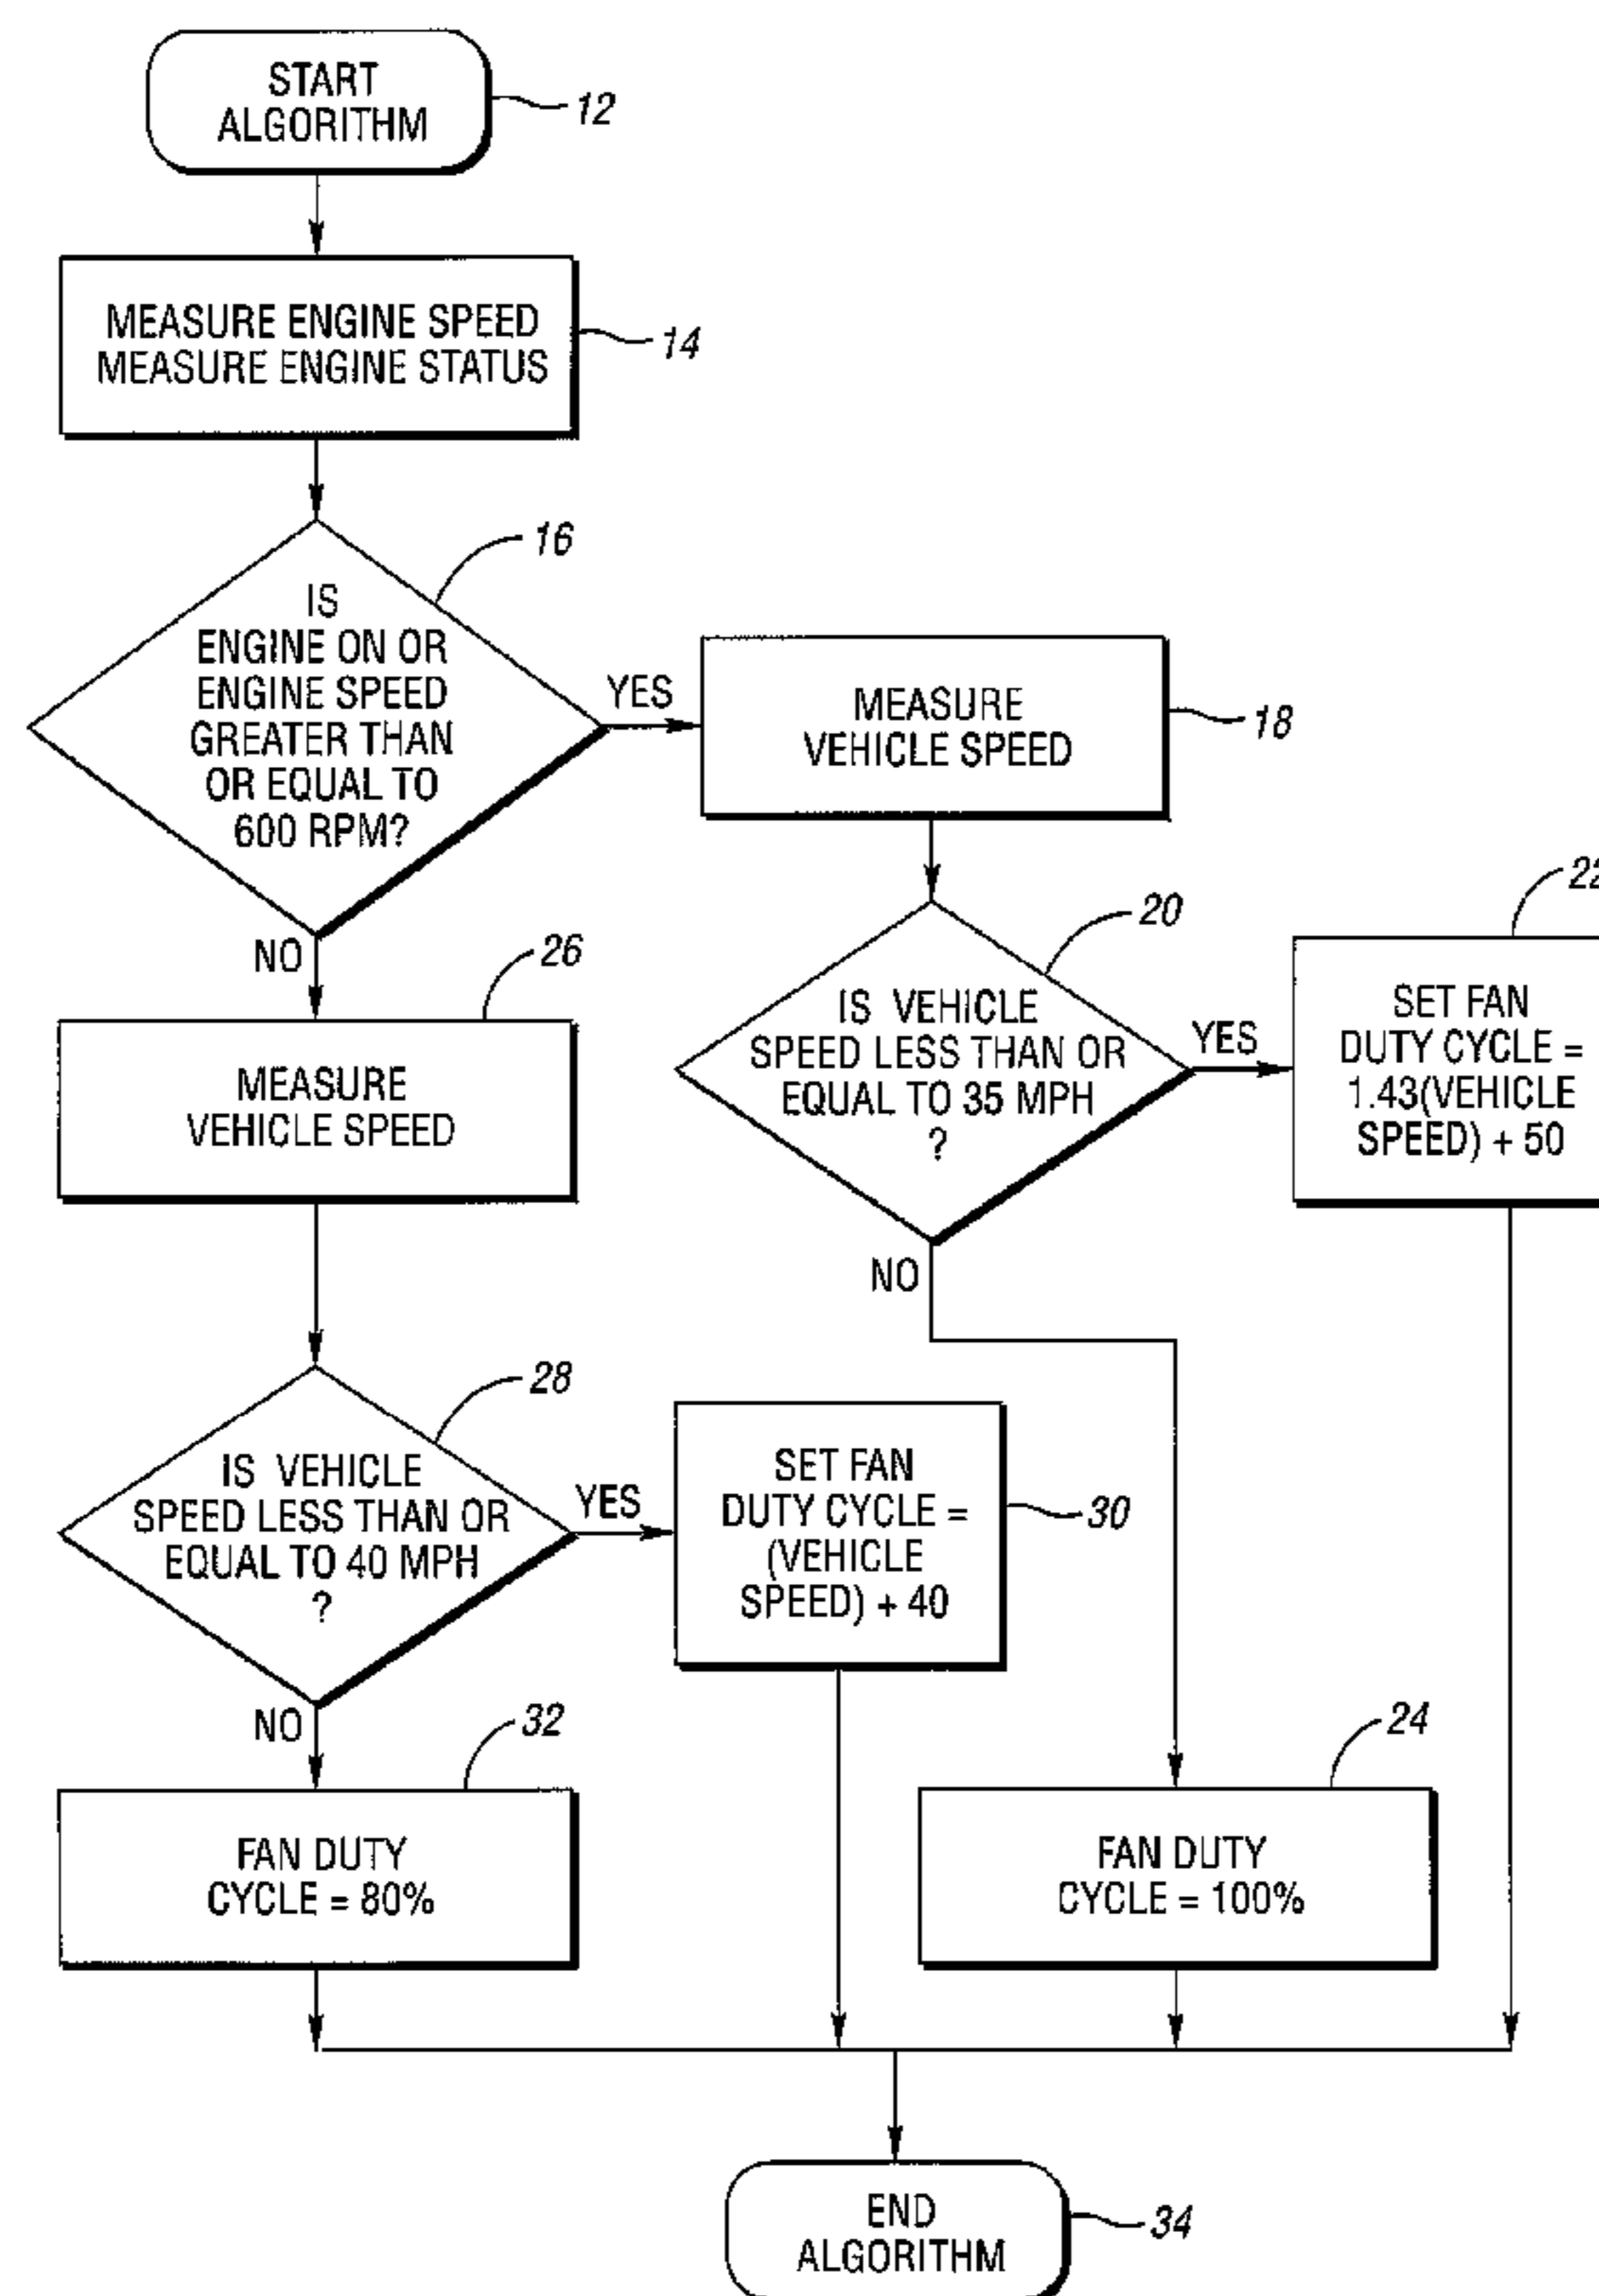 START
ALGORITHM
12
MEASURE ENGINE SPEED
MEASURE ENGINE STATUS
14
16
IS
ENGINE ON OR
ENGINE SPEED
GREATER THAN
OR EQUAL TO
600 RPM?
YES
NO
MEASURE
VEHICLE SPEED
18
20
IS VEHICLE
SPEED LESS THAN OR
EQUAL TO 35 MPH
?
YES
NO
22
SET FAN
DUTY CYCLE =
1.43(VEHICLE
SPEED) + 50
26
MEASURE
VEHICLE SPEED
28
IS VEHICLE
SPEED LESS THAN OR
EQUAL TO 40 MPH
?
YES
NO
SET FAN
DUTY CYCLE =
(VEHICLE
SPEED) + 40
30
32
FAN DUTY
CYCLE = 80%
24
FAN DUTY
CYCLE = 100%
END
ALGORITHM
34